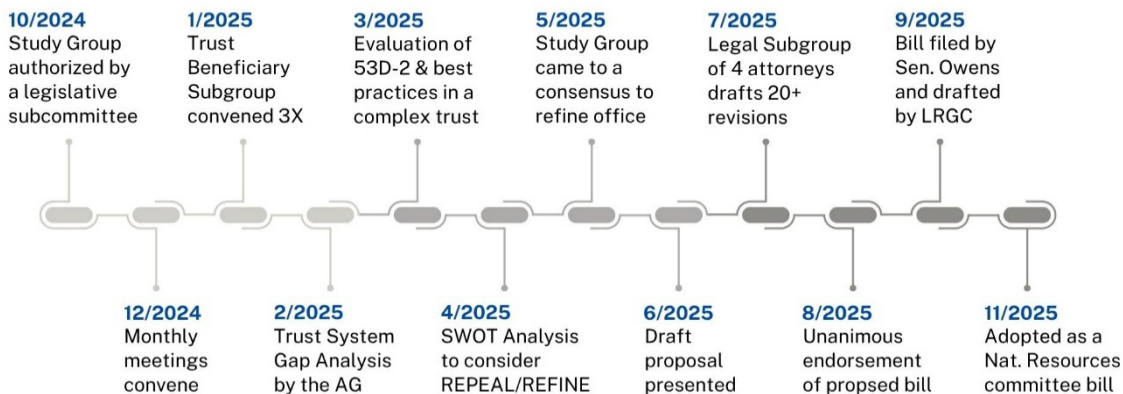 10/2024
Study Group
authorized by
a legislative
subcommittee
1/2025
Trust
Beneficiary
Subgroup
convened 3X
3/2025
Evaluation of
53D-2 & best
practices in a
complex trust
5/2025
Study Group
came to a
consensus to
refine office
7/2025
Legal Subgroup
of 4 attorneys
drafts 20+
revisions
9/2025
Bill filed by
Sen. Owens
and drafted
by LRGC
12/2024
Monthly
meetings
convene
2/2025
Trust System
Gap Analysis
by the AG
4/2025
SWOT Analysis
to consider
REPEAL/REFINE
6/2025
Draft
proposal
presented
8/2025
Unanimous
endorsement
of propsed bill
11/2025
Adopted as a
Nat. Resources
committee bill